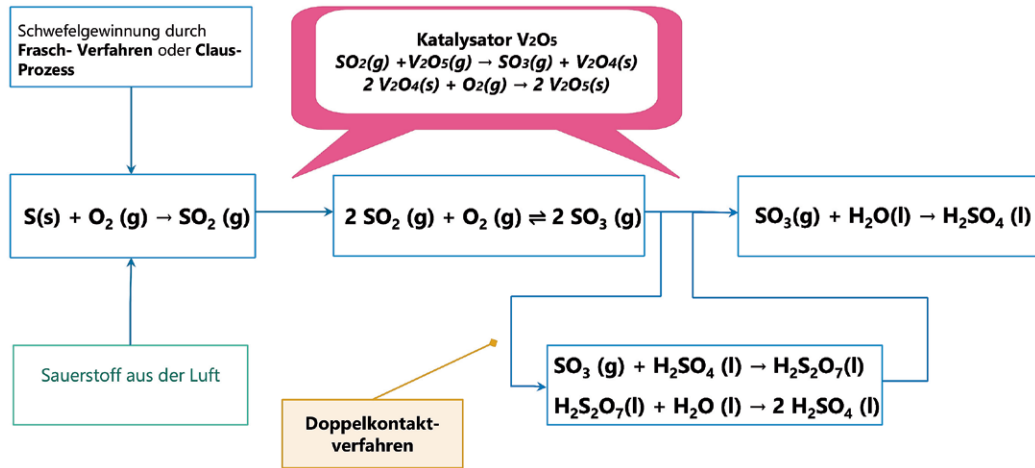 Schwefelgewinnung durch
Frasch- Verfahren oder Claus-
Prozess
Katalysator V2O5
SO2(g) +V2O5(g) → SO3(g) + V2O4(s)
2 V2O4(s) + O2(g) → 2 V2O5(s)
S(s) + O₂ (g) → SO₂ (g)
2 SO₂ (g) + O₂ (g) ⇌ 2 SO₃ (g)
SO₃(g) + H₂O(l) → H₂SO₄ (l)
Sauerstoff aus der Luft
Doppelkontakt-
verfahren
SO₃ (g) + H₂SO₄ (l) → H₂S₂O₇(l)
H₂S₂O₇(l) + H₂O (l) → 2 H₂SO₄ (l)